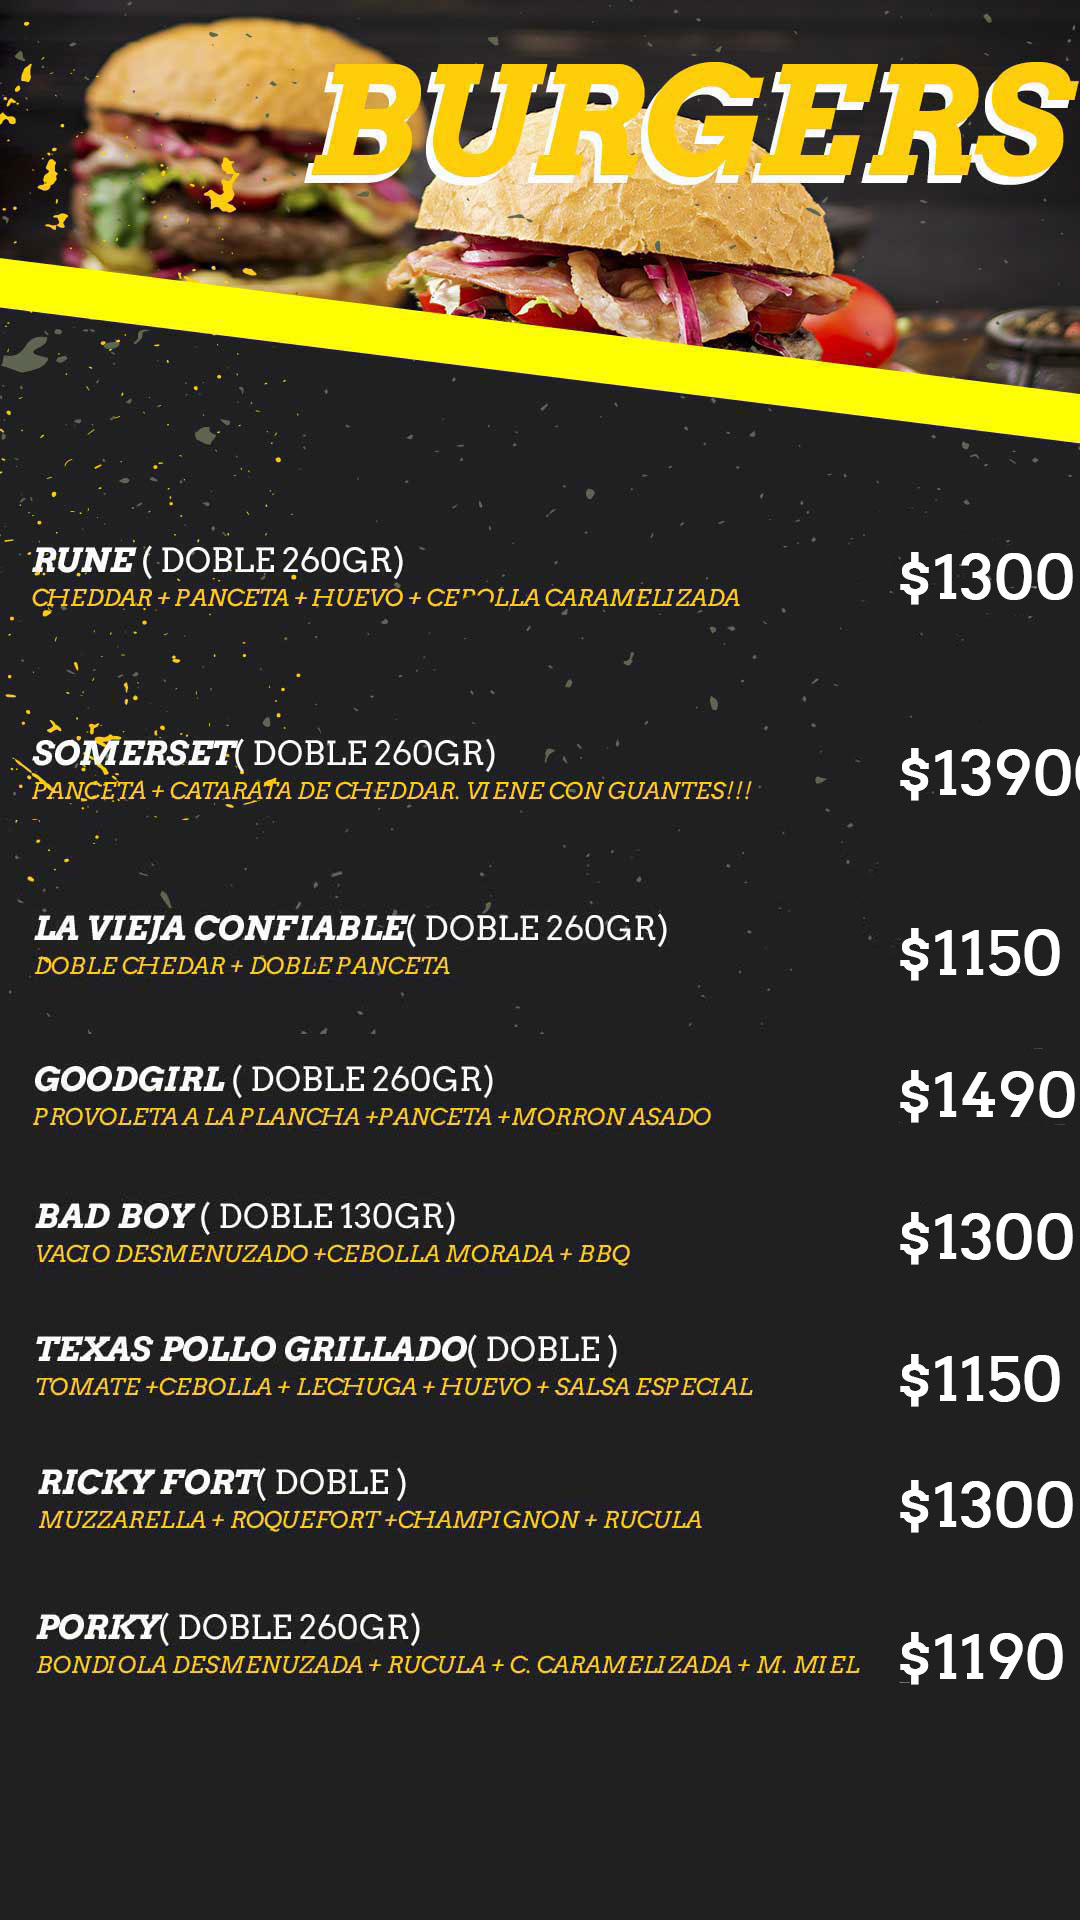 BURGERS
RUNE ( DOBLE 260GR)
$1300
CHEDDAR + PANCETA + HUEVO + CEBOLLA CARAMELIZADA
SOMERSET( DOBLE 260GR)
$13900
PANCETA + CATARATA DE CHEDDAR. VIENE CON GUANTES!!!
LA VIEJA CONFIABLE( DOBLE 260GR)
$1150
DOBLE CHEDAR + DOBLE PANCETA
GOODGIRL ( DOBLE 260GR)
$1490
PROVOLETA A LA PLANCHA +PANCETA +MORRON ASADO
BAD BOY ( DOBLE 130GR)
$1300
VACIO DESMENUZADO +CEBOLLA MORADA + BBQ
TEXAS POLLO GRILLADO( DOBLE )
$1150
TOMATE +CEBOLLA + LECHUGA + HUEVO + SALSA ESPECIAL
RICKY FORT( DOBLE )
$1300
MUZZARELLA + ROQUEFORT +CHAMPIGNON + RUCULA
PORKY( DOBLE 260GR)
$1190
BONDIOLA DESMENUZADA + RUCULA + C. CARAMELIZADA + M. MIEL